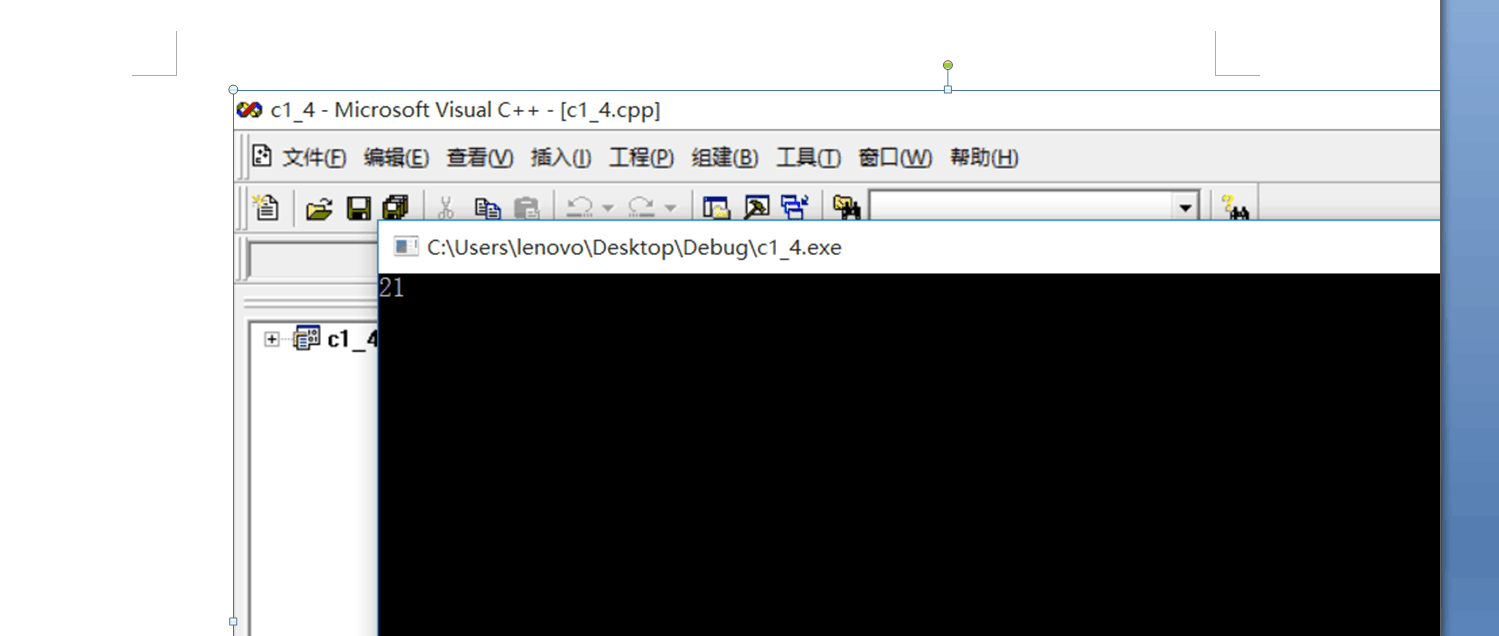 c1_4 - Microsoft Visual C++ - [c1_4.cpp]
文件(F) 编辑(E) 查看(V) 插入(I) 工程(P) 组建(B) 工具(T) 窗口(W) 帮助(H)
C:\Users\lenovo\Desktop\Debug\c1_4.exe
21
c1_4